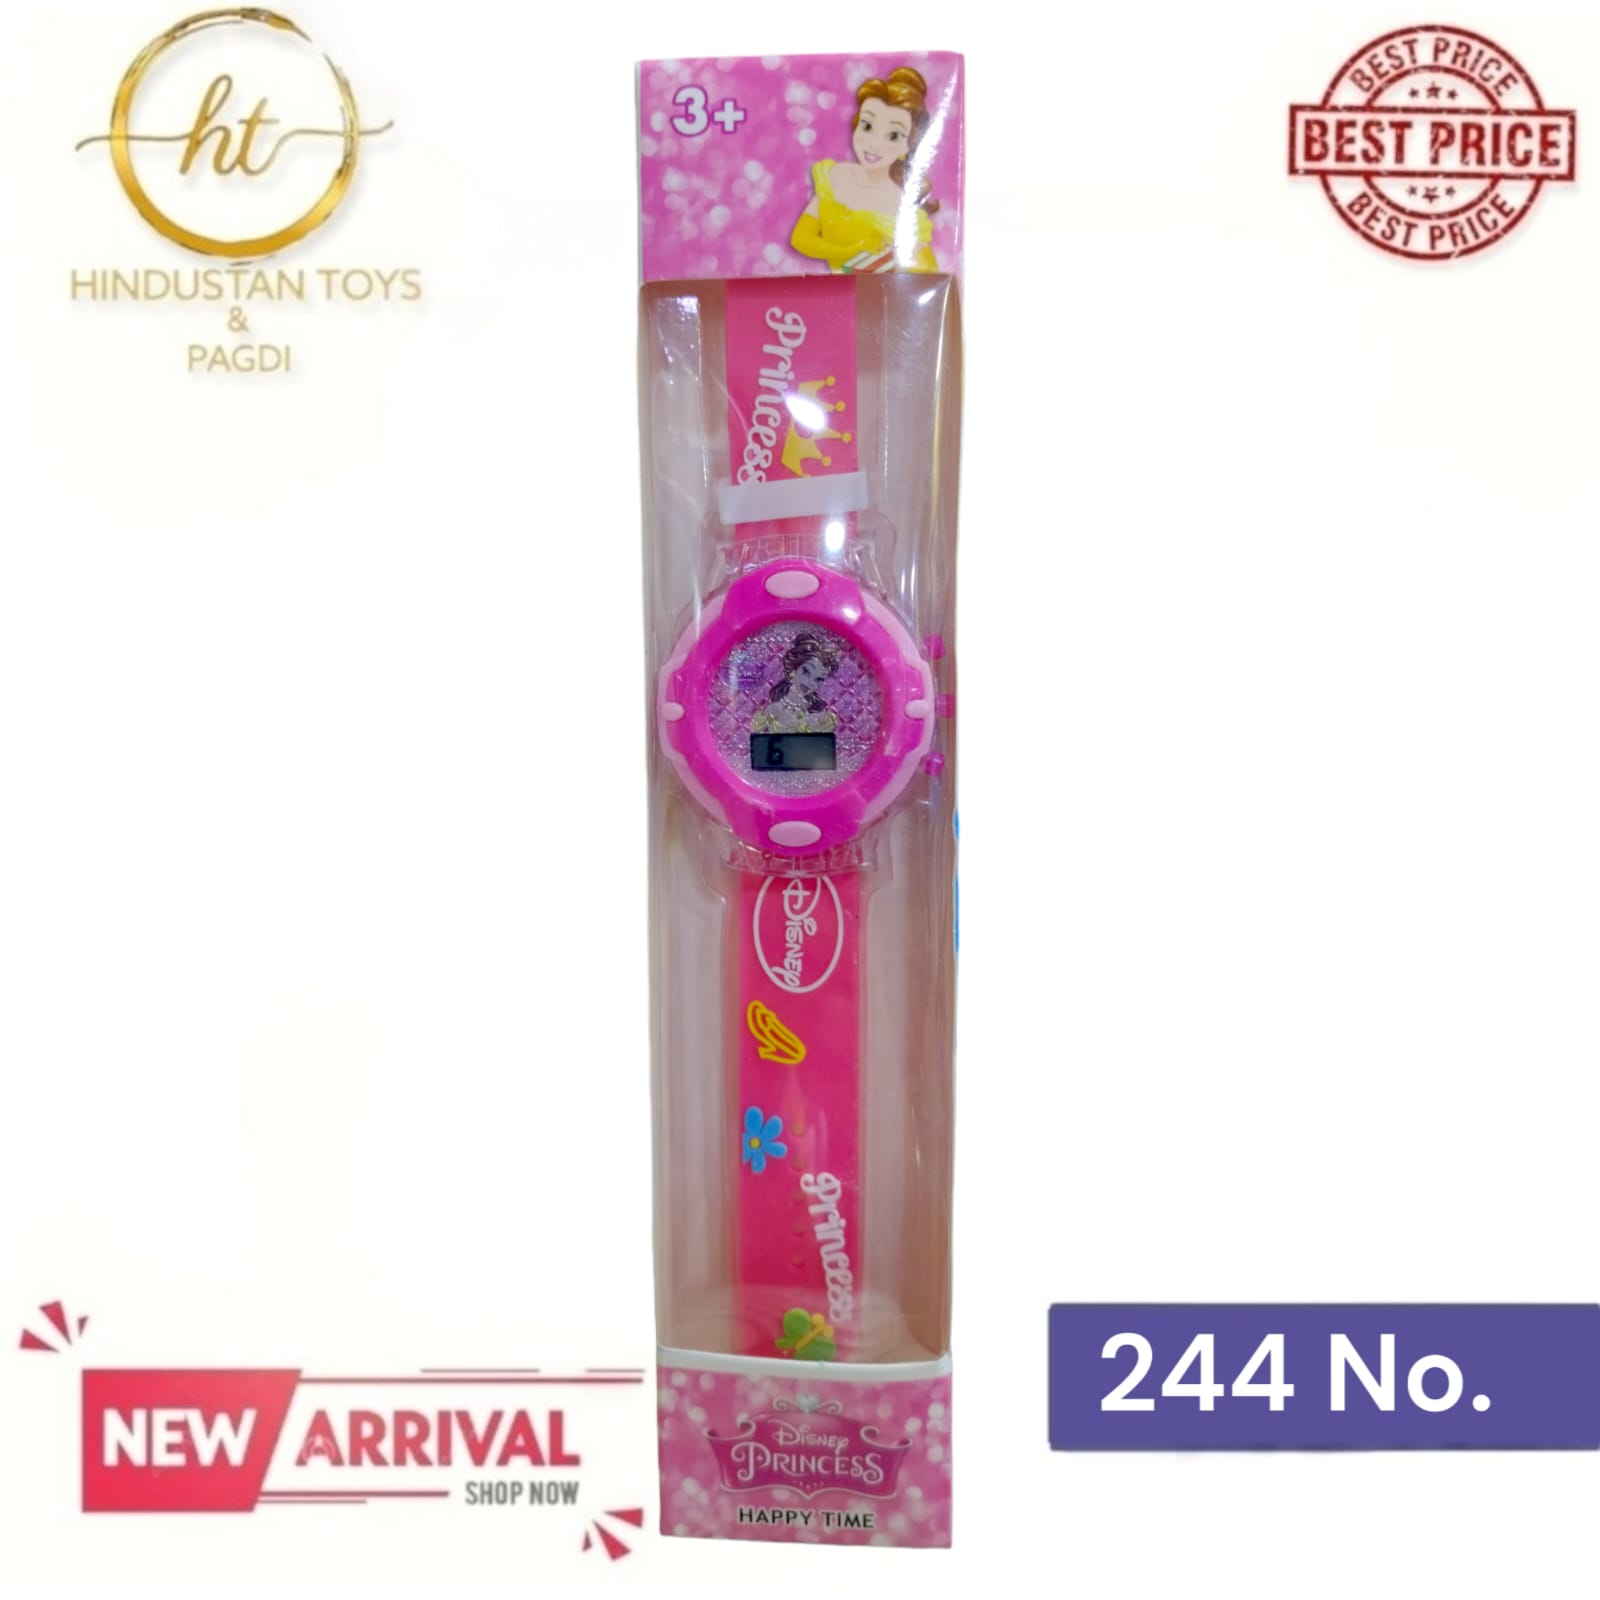 ht
HINDUSTAN TOYS
&
PAGDI
BEST PRICE
BEST PRICE
BEST PRICE
3+
Princess
6
Disney
Princess
NEW ARRIVAL
SHOP NOW
244 No.
Disney
PRINCESS
HAPPY TIME